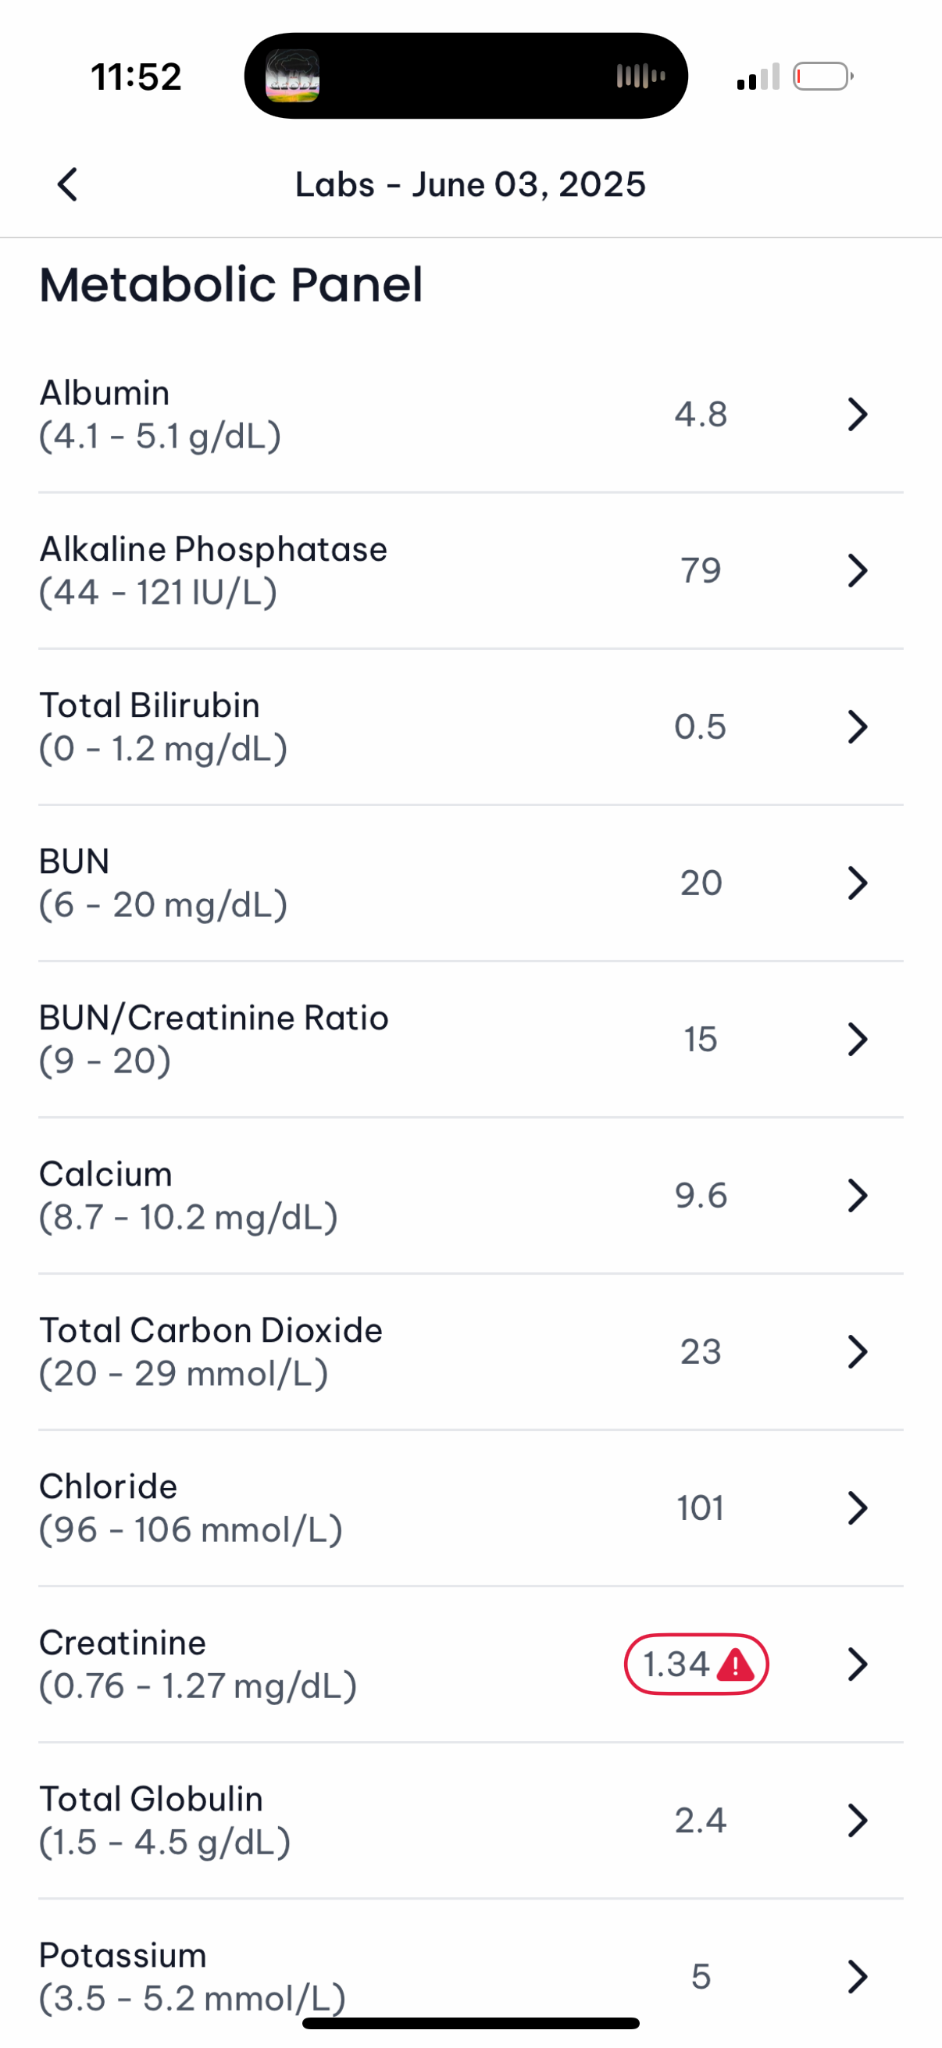 11:52
Labs - June 03, 2025
Metabolic Panel
Albumin
(4.1 - 5.1 g/dL)
4.8
Alkaline Phosphatase
(44 - 121 IU/L)
79
Total Bilirubin
(0 - 1.2 mg/dL)
0.5
BUN
(6 - 20 mg/dL)
20
BUN/Creatinine Ratio
(9 - 20)
15
Calcium
(8.7 - 10.2 mg/dL)
9.6
Total Carbon Dioxide
(20 - 29 mmol/L)
23
Chloride
(96 - 106 mmol/L)
101
Creatinine
(0.76 - 1.27 mg/dL)
1.34
Total Globulin
(1.5 - 4.5 g/dL)
2.4
Potassium
(3.5 - 5.2 mmol/L)
5